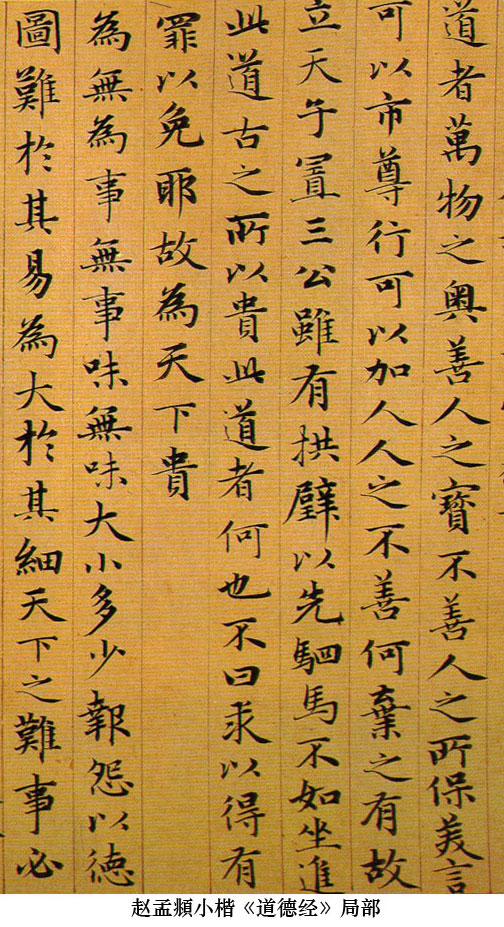 道者萬物之奥善人之寳不善人之所保美言
可以市尊行可以加人人之不善何棄之有故
立天子置三公雖有拱璧以先駟馬不如坐進
此道古之所以貴此道者何也不曰求以得有
罪以免耶故為天下貴
為無為事無事味無味大小多少報怨以徳
圖難於其易為大於其細天下之難事必
赵孟頫小楷《道德经》局部